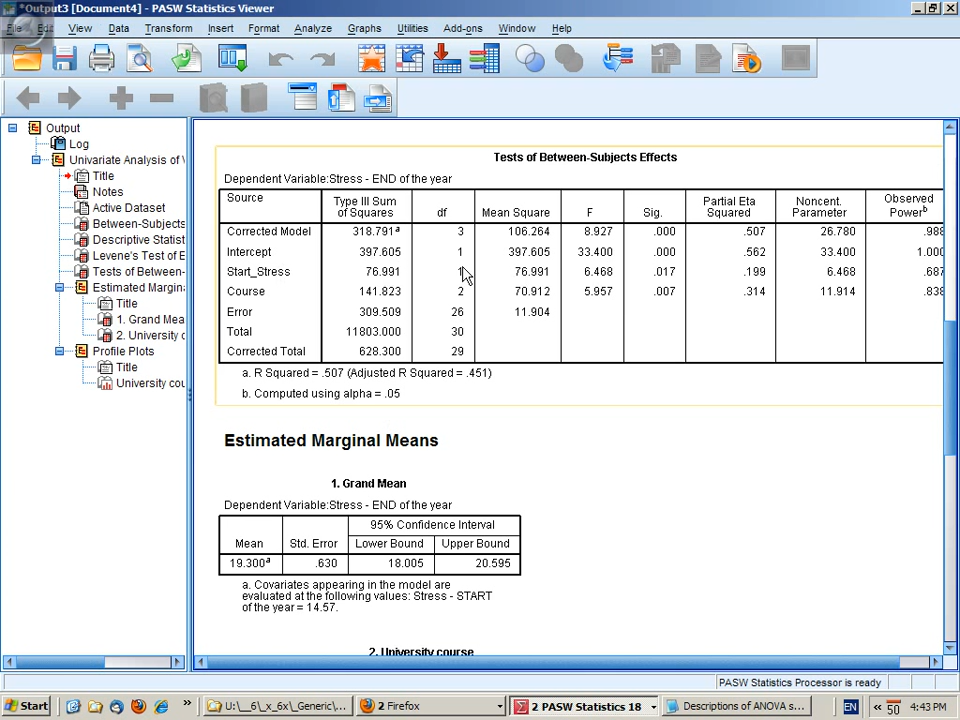 *Output3 [Document4] - PASW Statistics Viewer
File Edit View Data Transform Insert Format Analyze Graphs Utilities Add-ons Window Help
Output
Log
Univariate Analysis of V
Title
Notes
Active Dataset
Between-Subjects
Descriptive Statist
Levene's Test of E
Tests of Between-
Estimated Margina
Title
1. Grand Mea
2. University c
Profile Plots
Title
University cou
Tests of Between-Subjects Effects
Dependent Variable:Stress - END of the year
Source Type III Sum of Squares df Mean Square F Sig. Partial Eta Squared Noncent. Parameter Observed Power b
Corrected Model 318.791a 3 106.264 8.927 .000 .507 26.780 .988
Intercept 397.605 1 397.605 33.400 .000 .562 33.400 1.000
Start_Stress 76.991 1 76.991 6.468 .017 .199 6.468 .687
Course 141.823 2 70.912 5.957 .007 .314 11.914 .838
Error 309.509 26 11.904
Total 11803.000 30
Corrected Total 628.300 29
a. R Squared = .507 (Adjusted R Squared = .451)
b. Computed using alpha = .05
Estimated Marginal Means
1. Grand Mean
Dependent Variable:Stress - END of the year
95% Confidence Interval
Mean Std. Error Lower Bound Upper Bound
19.300a .630 18.005 20.595
a. Covariates appearing in the model are
evaluated at the following values: Stress - START
of the year = 14.57.
2. University course
PASW Statistics Processor is ready
Start » U:\__6\_x_6x\_Generic\... 2 Firefox 2 PASW Statistics 18 Descriptions of ANOVA s... EN « 50 4:43 PM